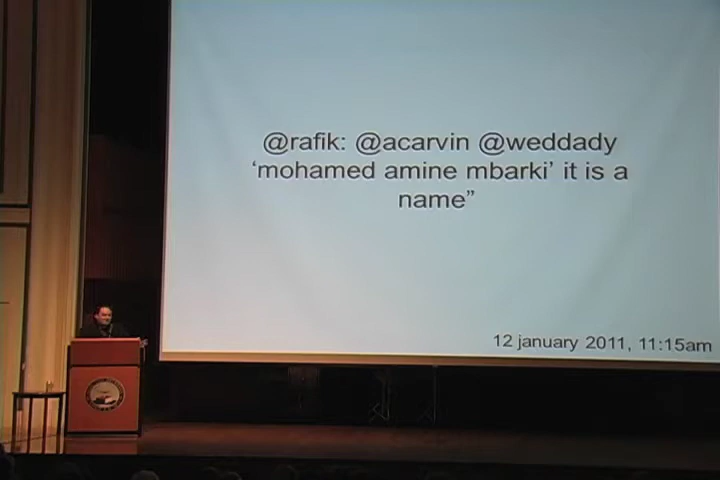 @rafik: @acarvin @weddady
‘mohamed amine mbarki’ it is a
name”
12 january 2011, 11:15am